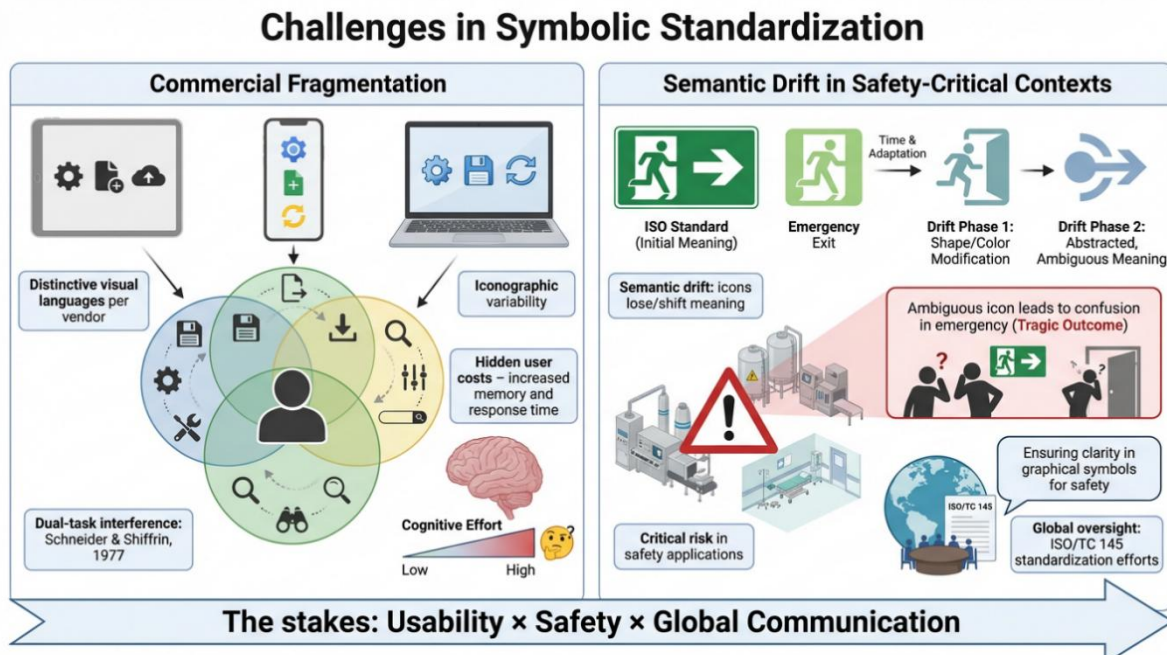 Challenges in Symbolic Standardization
Commercial Fragmentation
Distinctive visual
languages per
vendor
Iconographic
variability
Hidden user
costs – increased
memory and
response time
Dual-task interference:
Schneider & Shiffrin,
1977
Cognitive Effort
Low
High
?
Semantic Drift in Safety-Critical Contexts
ISO Standard
(Initial Meaning)
Emergency
Exit
Time &
Adaptation
Drift Phase 1:
Shape/Color
Modification
Drift Phase 2:
Abstracted,
Ambiguous Meaning
Semantic drift: icons
lose/shift meaning
Ambiguous icon leads to confusion
in emergency (Tragic Outcome)
?
?
!
Critical risk in
safety applications
Ensuring clarity in
graphical symbols
for safety
ISO/TC 145
Global oversight:
ISO/TC 145
standardization efforts
The stakes: Usability × Safety × Global Communication